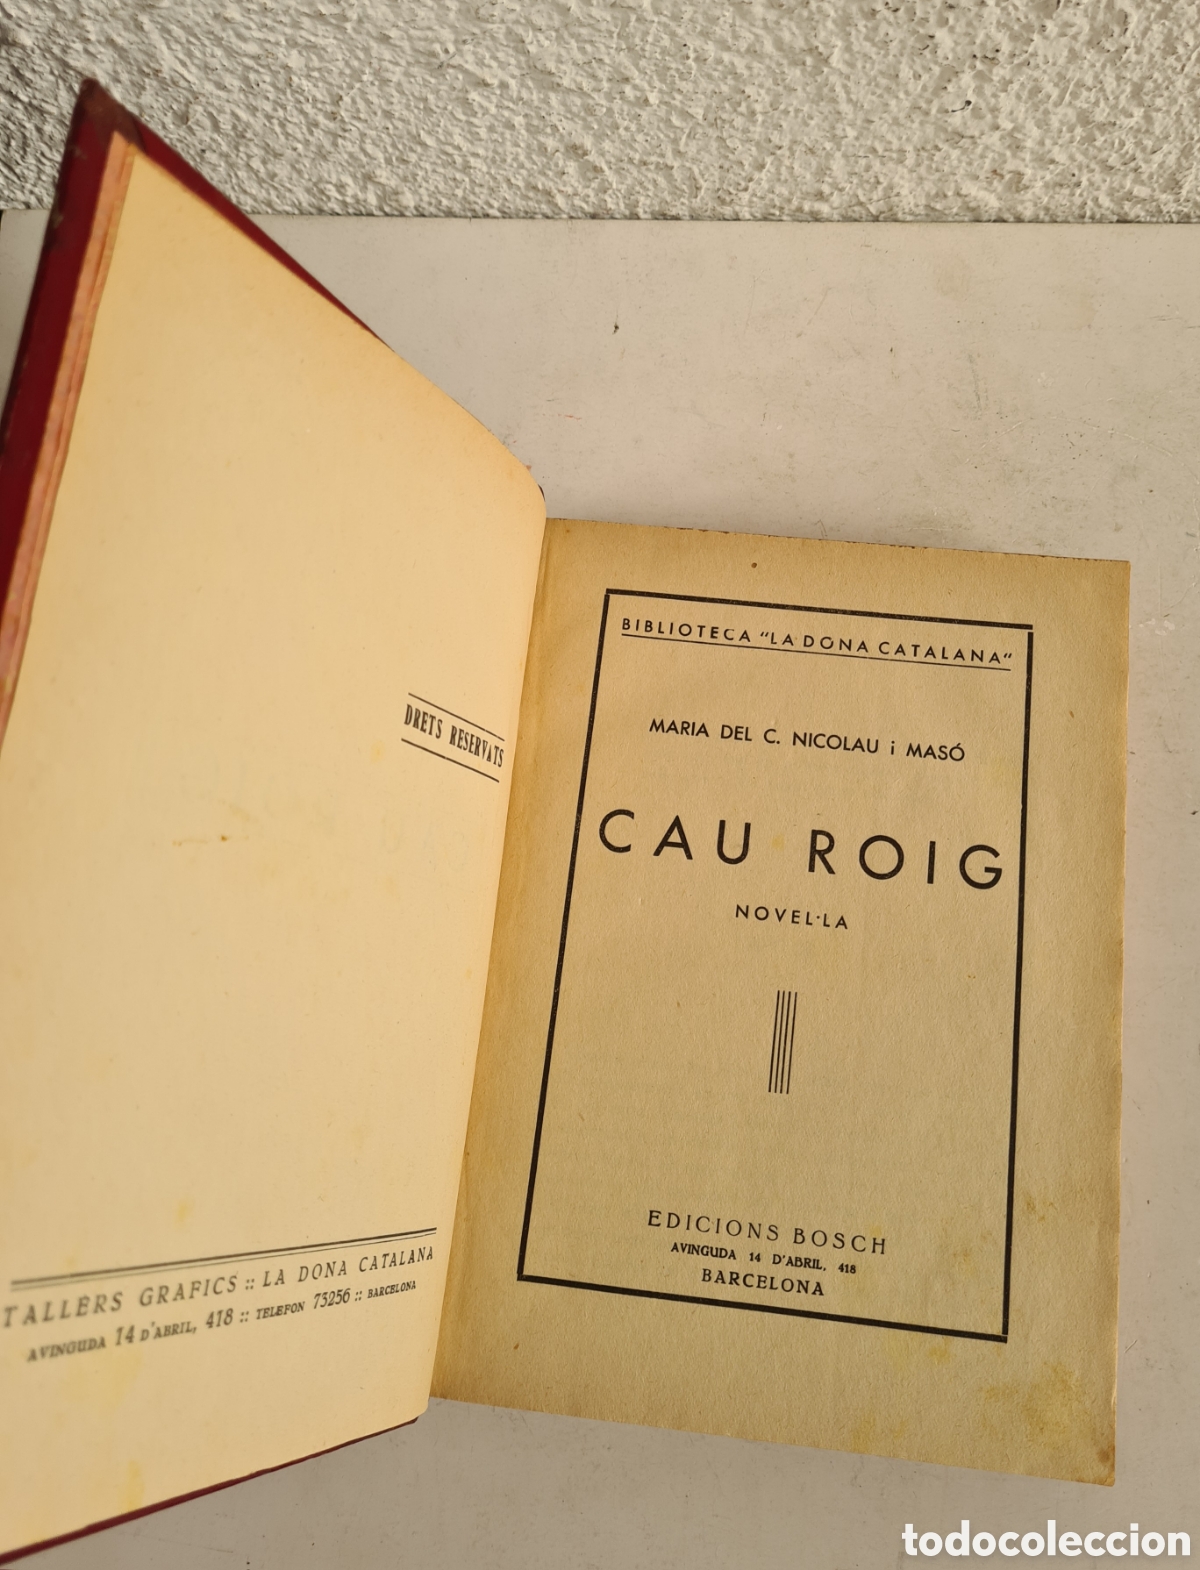 DRETS RESERVATS
TALLERS GRAFICS :: LA DONA CATALANA
AVINGUDA 14 D'ABRIL, 418 :: TELEFON 73256 :: BARCELONA
BIBLIOTECA "LA DONA CATALANA"
MARIA DEL C. NICOLAU i MASÓ
CAU ROIG
NOVEL·LA
EDICIONS BOSCH
AVINGUDA 14 D'ABRIL, 418
BARCELONA
todocoleccion